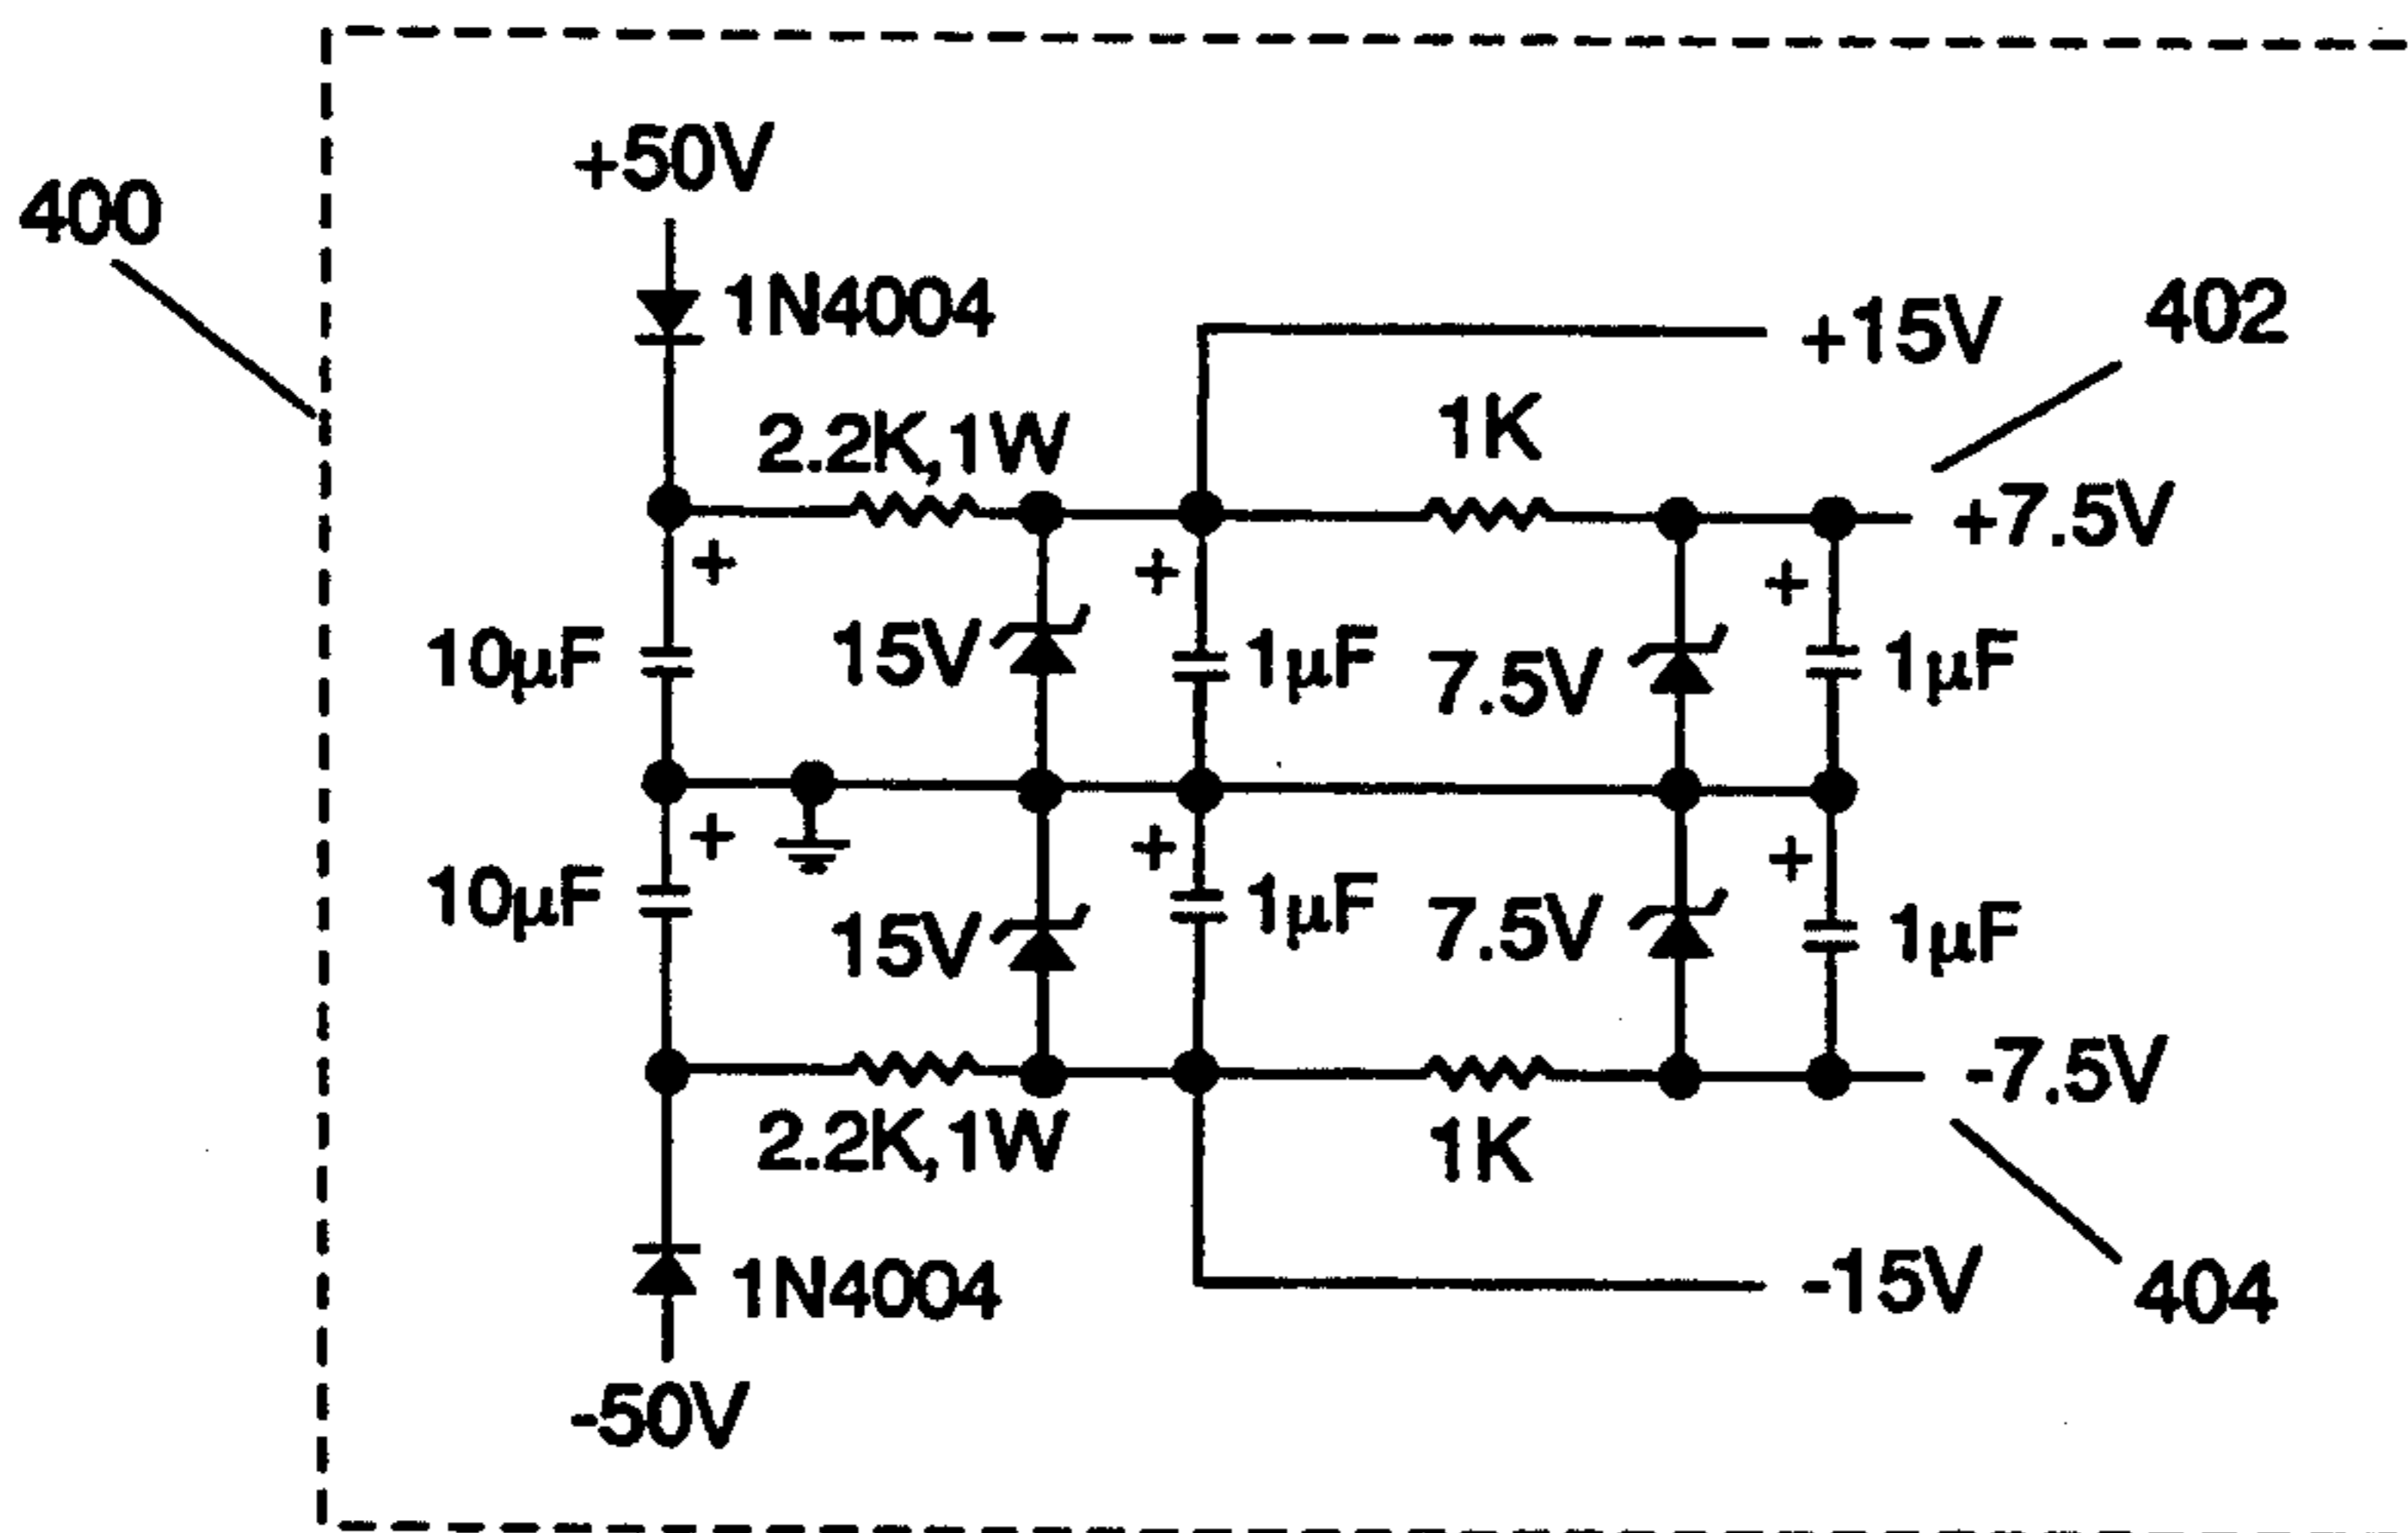 +50V
400
1N4004
402
+15V
2.2K,1W
1K
+7.5V
+
+
+
10µF
15V
1µF
7.5V
1µF
+
+
+
10µF
15V
1µF
7.5V
1µF
-7.5V
2.2K,1W
1K
1N4004
-15V
404
-50V